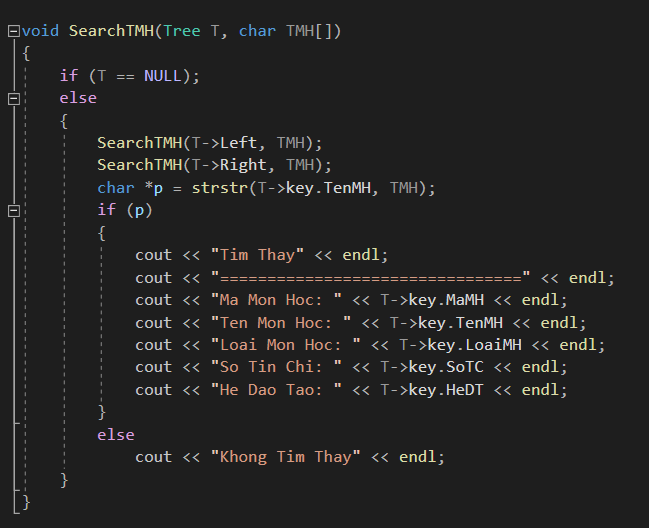 void SearchTMH(Tree T, char TMH[])
{
    if (T == NULL);
    else
    {
        SearchTMH(T->Left, TMH);
        SearchTMH(T->Right, TMH);
        char *p = strstr(T->key.TenMH, TMH);
        if (p)
        {
            cout << "Tim Thay" << endl;
            cout << "================================" << endl;
            cout << "Ma Mon Hoc: " << T->key.MaMH << endl;
            cout << "Ten Mon Hoc: " << T->key.TenMH << endl;
            cout << "Loai Mon Hoc: " << T->key.LoaiMH << endl;
            cout << "So Tin Chi: " << T->key.SoTC << endl;
            cout << "He Dao Tao: " << T->key.HeDT << endl;
        }
        else
            cout << "Khong Tim Thay" << endl;
    }
}